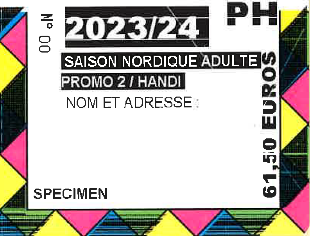 N° 00
2023/24
PH
SAISON NORDIQUE ADULTE
PROMO 2 / HANDI
NOM ET ADRESSE :
61,50 EUROS
SPECIMEN